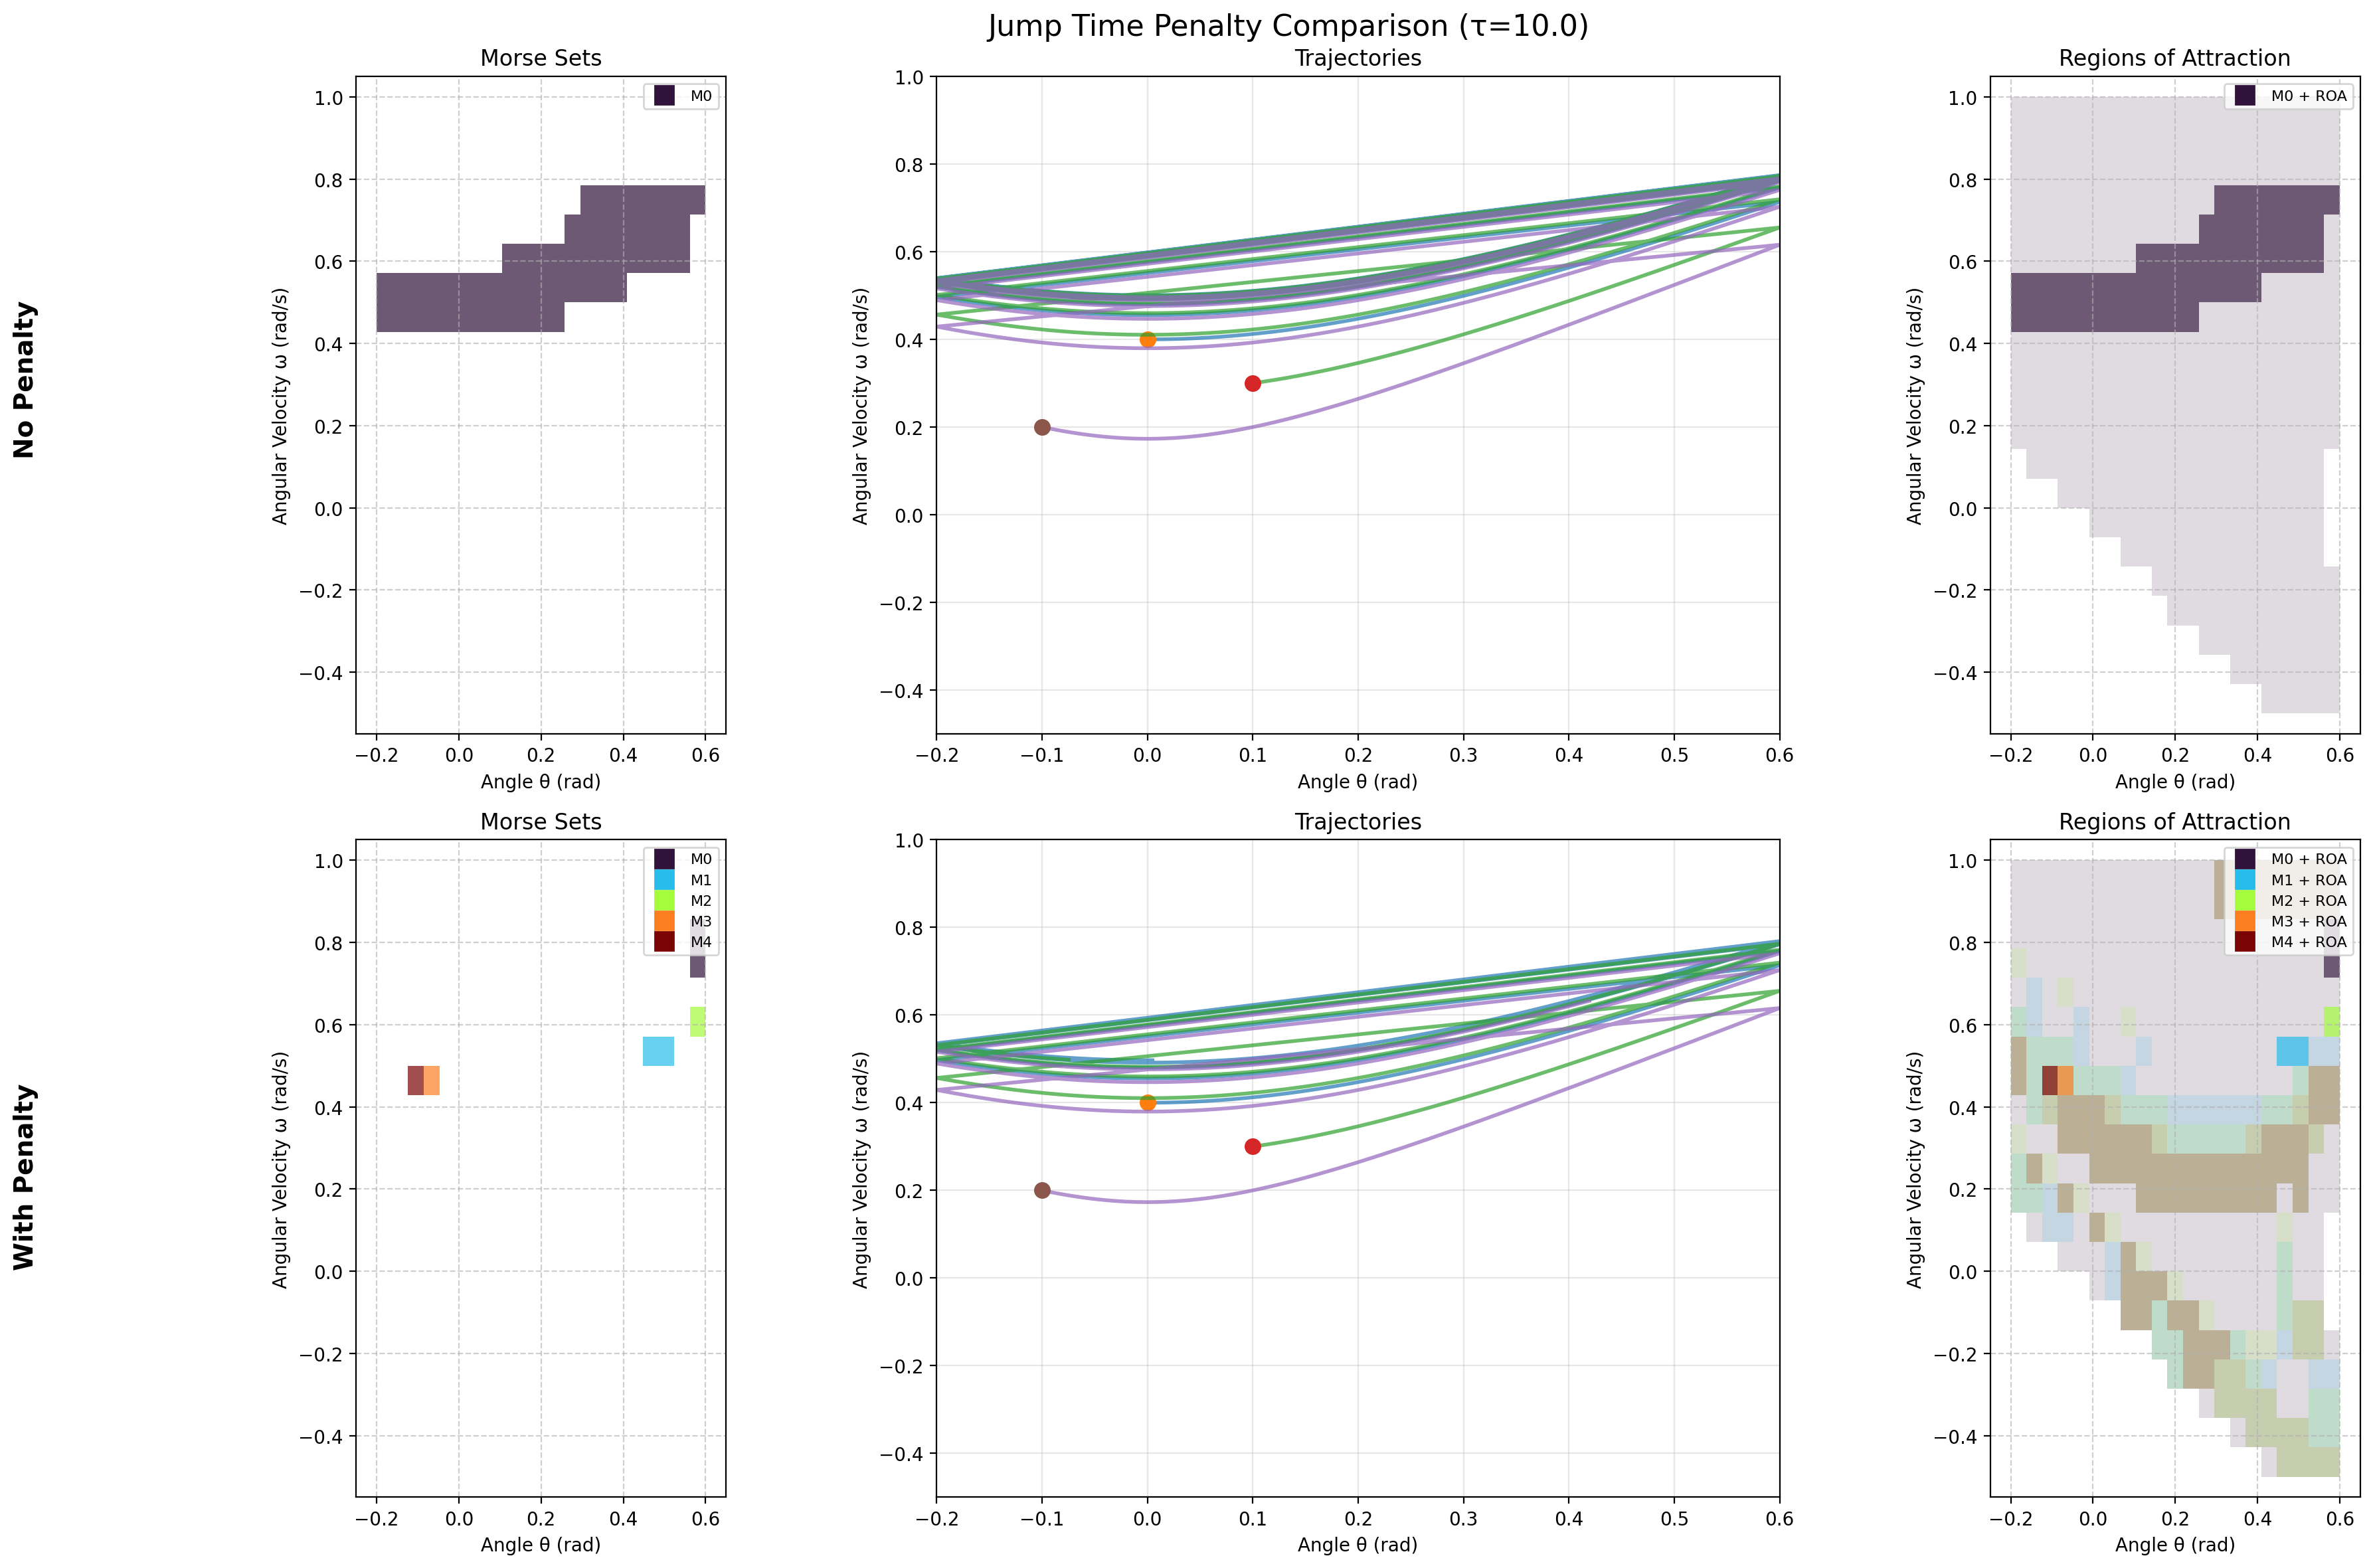 Jump Time Penalty Comparison (τ=10.0)
No Penalty
Morse Sets
M0
1.0
0.8
0.6
0.4
0.2
0.0
−0.2
−0.4
Angular Velocity ω (rad/s)
−0.2 0.0 0.2 0.4 0.6
Angle θ (rad)
Trajectories
1.0
0.8
0.6
0.4
0.2
0.0
−0.2
−0.4
Angular Velocity ω (rad/s)
−0.2 −0.1 0.0 0.1 0.2 0.3 0.4 0.5 0.6
Angle θ (rad)
Regions of Attraction
M0 + ROA
1.0
0.8
0.6
0.4
0.2
0.0
−0.2
−0.4
Angular Velocity ω (rad/s)
−0.2 0.0 0.2 0.4 0.6
Angle θ (rad)
With Penalty
Morse Sets
M0
M1
M2
M3
M4
1.0
0.8
0.6
0.4
0.2
0.0
−0.2
−0.4
Angular Velocity ω (rad/s)
−0.2 0.0 0.2 0.4 0.6
Angle θ (rad)
Trajectories
1.0
0.8
0.6
0.4
0.2
0.0
−0.2
−0.4
Angular Velocity ω (rad/s)
−0.2 −0.1 0.0 0.1 0.2 0.3 0.4 0.5 0.6
Angle θ (rad)
Regions of Attraction
M0 + ROA
M1 + ROA
M2 + ROA
M3 + ROA
M4 + ROA
1.0
0.8
0.6
0.4
0.2
0.0
−0.2
−0.4
Angular Velocity ω (rad/s)
−0.2 0.0 0.2 0.4 0.6
Angle θ (rad)